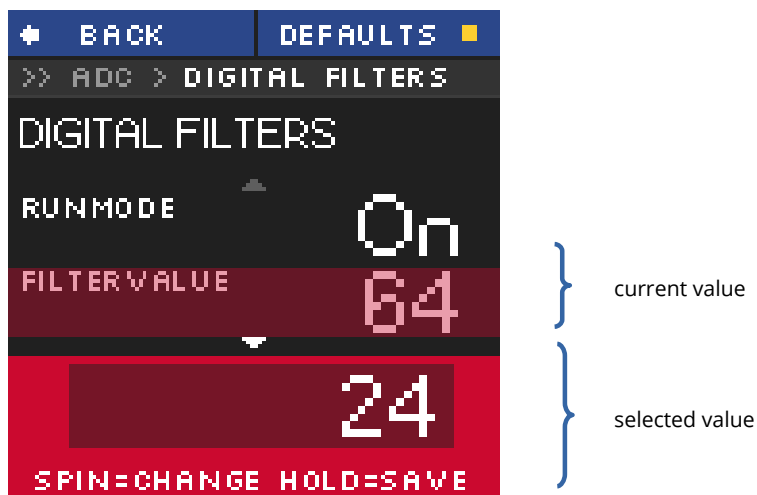 BACK DEFAULTS
>> ADC > DIGITAL FILTERS
DIGITAL FILTERS
RUNMODE On
FILTERVALUE 64
current value
24
selected value
SPIN=CHANGE HOLD=SAVE